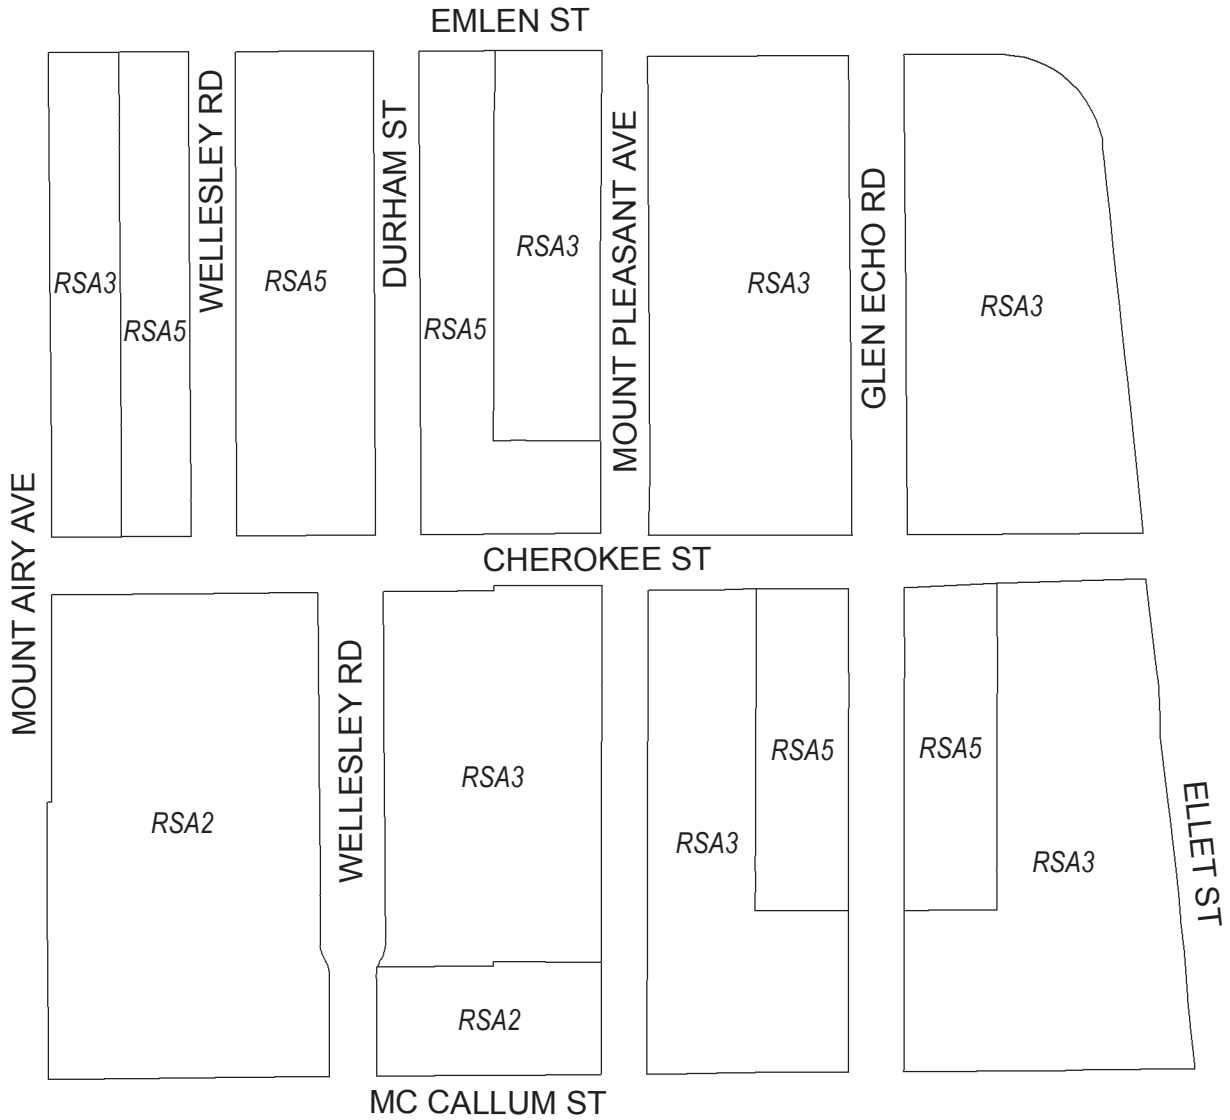 EMLEN ST
WELLESLEY RD
DURHAM ST
MOUNT PLEASANT AVE
GLEN ECHO RD
RSA3
RSA5
RSA5
RSA5
RSA3
RSA3
RSA3
MOUNT AIRY AVE
CHEROKEE ST
WELLESLEY RD
RSA2
RSA3
RSA2
RSA3
RSA5
RSA5
RSA3
ELLET ST
MC CALLUM ST